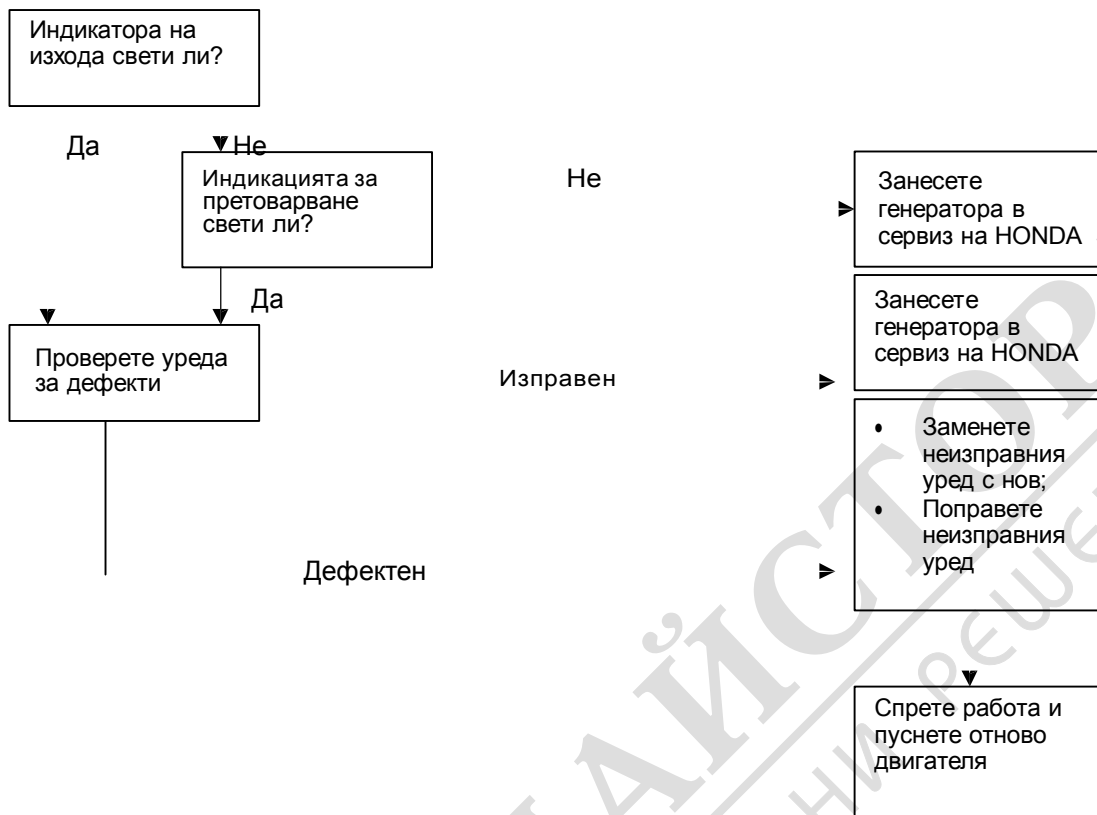 Индикатора на
изхода свети ли?
Да
Не
Индикацията за
претоварване
свети ли?
Не
Занесете
генератора в
сервиз на HONDA
Да
Занесете
генератора в
сервиз на HONDA
Проверете уреда
за дефекти
Изправен
• Заменете
неизправния
уред с нов;
• Поправете
неизправния
уред
Дефектен
Спрете работа и
пуснете отново
двигателя